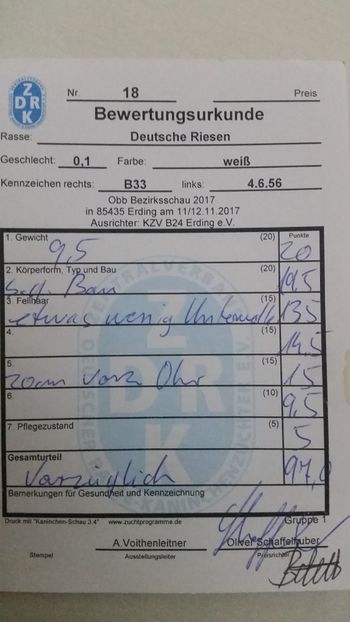 ZDRK
Nr. 18 Preis
Bewertungsurkunde
Rasse: Deutsche Riesen
Geschlecht: 0,1 Farbe: weiß
Kennzeichen rechts: B33 links: 4.6.56
Obb Bezirksschau 2017
in 85435 Erding am 11/12.11.2017
Ausrichter: KZV B24 Erding e.V.
1. Gewicht (20) Punkte
9,5 20
2. Körperform, Typ und Bau (20)
Bau 19,5
3. Fellhaar (15)
etwas wenig Unterwolle 13,5
4. (15)
14,5
5. (15)
20cm Ohr 15
6. (10)
9,5
7. Pflegezustand (5)
5
Gesamturteil
Vorzüglich 97,0
Bemerkungen für Gesundheit und Kennzeichnung
Druck mit "Kaninchen-Schau 3.4" www.zuchtprogramme.de Gruppe 1
A.Voithenleitner Oliver Schaffelhuber
Stempel Ausstellungsleiter Preisrichter